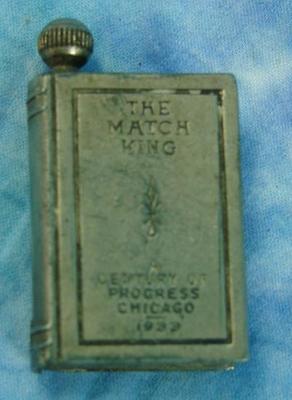 THE
MATCH
KING
A
CENTURY OF
PROGRESS
CHICAGO
1933